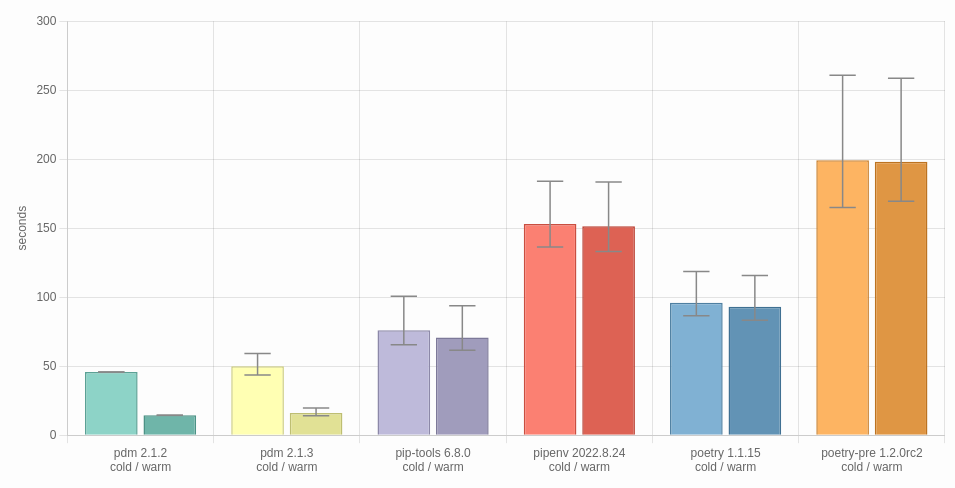 300
250
200
150
100
50
0
seconds
pdm 2.1.2
cold / warm
pdm 2.1.3
cold / warm
pip-tools 6.8.0
cold / warm
pipenv 2022.8.24
cold / warm
poetry 1.1.15
cold / warm
poetry-pre 1.2.0rc2
cold / warm